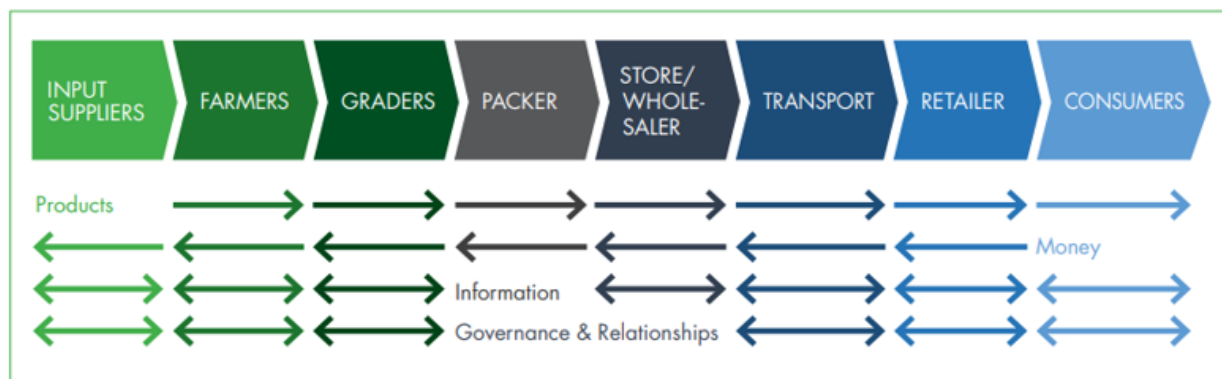 INPUT
SUPPLIERS
FARMERS
GRADERS
PACKER
STORE/
WHOLE-
SALER
TRANSPORT
RETAILER
CONSUMERS
Products
Money
Information
Governance & Relationships